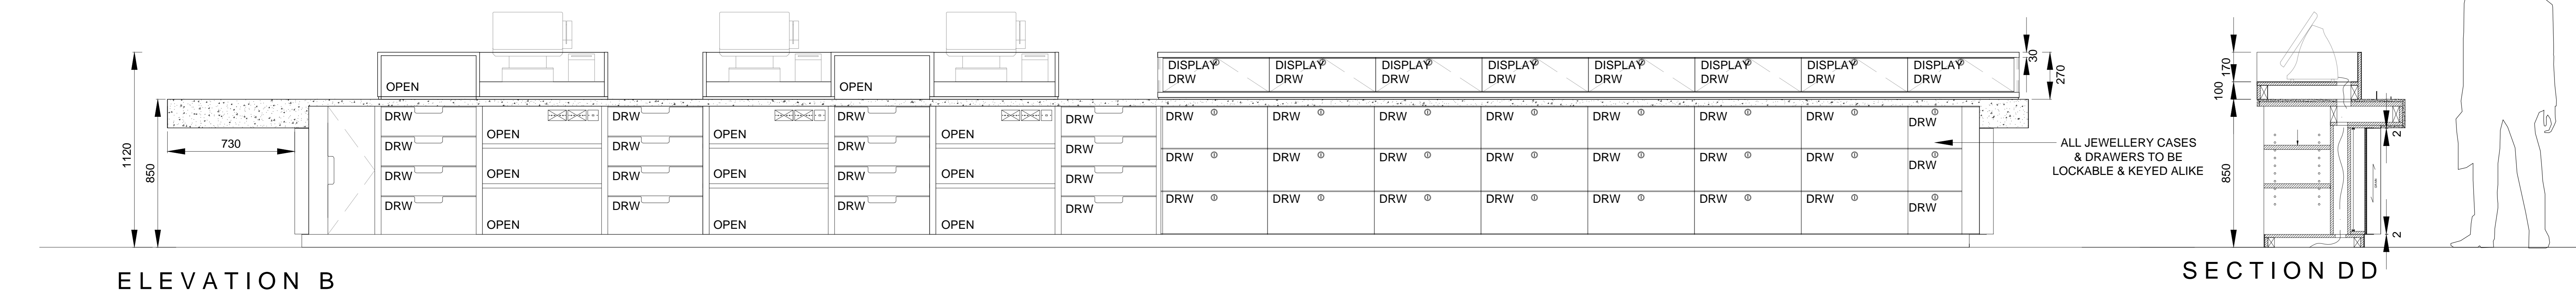 DISPLAY DISPLAY DISPLAY DISPLAY DISPLAY DISPLAY DISPLAY DISPLAY
DRW DRW DRW DRW DRW DRW DRW DRW
30
270
170
100
OPEN OPEN
DRW DRW DRW DRW DRW DRW DRW DRW DRW DRW DRW DRW
OPEN OPEN OPEN
2
730
1120
850
DRW DRW DRW DRW
DRW DRW DRW DRW DRW DRW DRW DRW
ALL JEWELLERY CASES
& DRAWERS TO BE
LOCKABLE & KEYED ALIKE
850
OPEN OPEN OPEN
DRW DRW DRW DRW
DRW DRW DRW DRW DRW DRW DRW DRW
DRW DRW DRW DRW
OPEN OPEN OPEN
2
ELEVATION B
SECTION DD